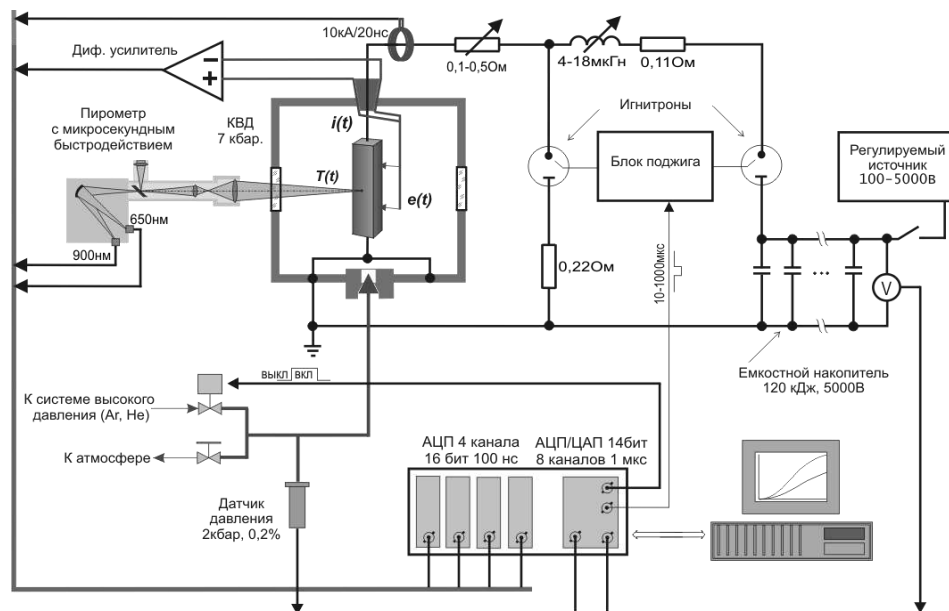 10кА/20нс
Диф. усилитель
0,1-0,5Ом
4-18мкГн
0,11Ом
Пирометр
с микросекундным
быстродействием
КВД
7 кбар.
i(t)
T(t)
e(t)
650нм
900нм
Игнитроны
Блок поджига
Регулируемый
источник
100-5000В
0,22Ом
10-1000мкс
V
Емкостной накопитель
120 кДж, 5000В
ВЫКЛ ВКЛ
К системе высокого
давления (Ar, He)
К атмосфере
Датчик
давления
2кбар, 0,2%
АЦП 4 канала
16 бит 100 нс
АЦП/ЦАП 14бит
8 каналов 1 мкс